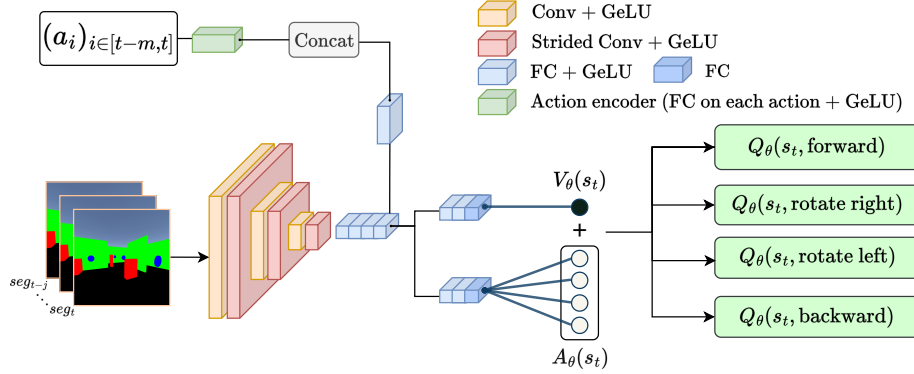 (a_i)_{i∈[t−m,t]}
Concat
Conv + GeLU
Strided Conv + GeLU
FC + GeLU
FC
Action encoder (FC on each action + GeLU)
seg_{t−j}
...
seg_t
V_θ(s_t)
+
A_θ(s_t)
Q_θ(s_t, forward)
Q_θ(s_t, rotate right)
Q_θ(s_t, rotate left)
Q_θ(s_t, backward)